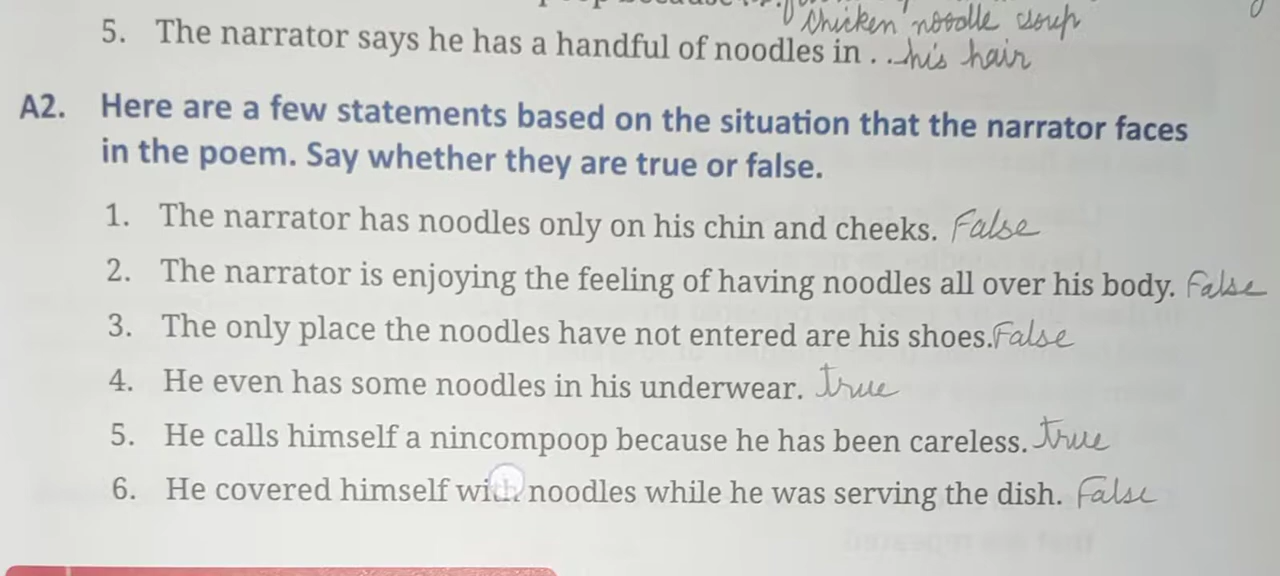 chicken noodle soup
5. The narrator says he has a handful of noodles in . . his hair
A2. Here are a few statements based on the situation that the narrator faces
in the poem. Say whether they are true or false.
1. The narrator has noodles only on his chin and cheeks. False
2. The narrator is enjoying the feeling of having noodles all over his body. False
3. The only place the noodles have not entered are his shoes. False
4. He even has some noodles in his underwear. true
5. He calls himself a nincompoop because he has been careless. true
6. He covered himself with noodles while he was serving the dish. False